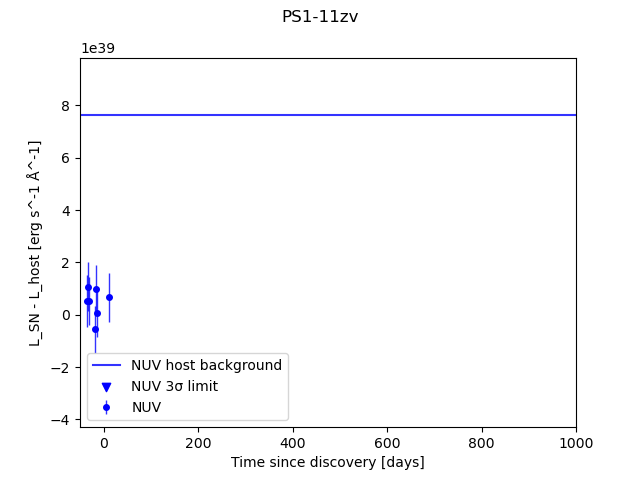 PS1-11zv
1e39
8
6
4
2
0
−2
−4
L_SN - L_host [erg s^-1 Å^-1]
NUV host background
NUV 3σ limit
NUV
0 200 400 600 800 1000
Time since discovery [days]